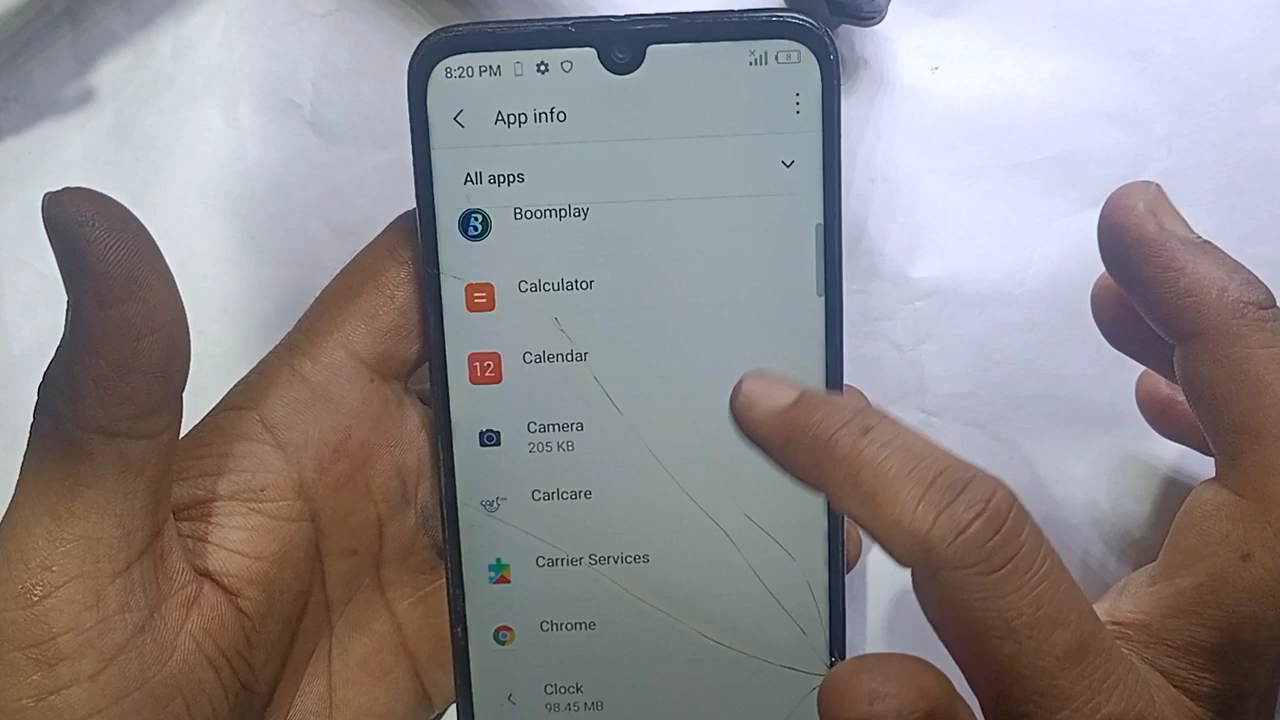 8:20 PM
8
App info
All apps
Boomplay
Calculator
12
Calendar
Camera
205 KB
Carlcare
Carrier Services
Chrome
Clock
98.45 MB